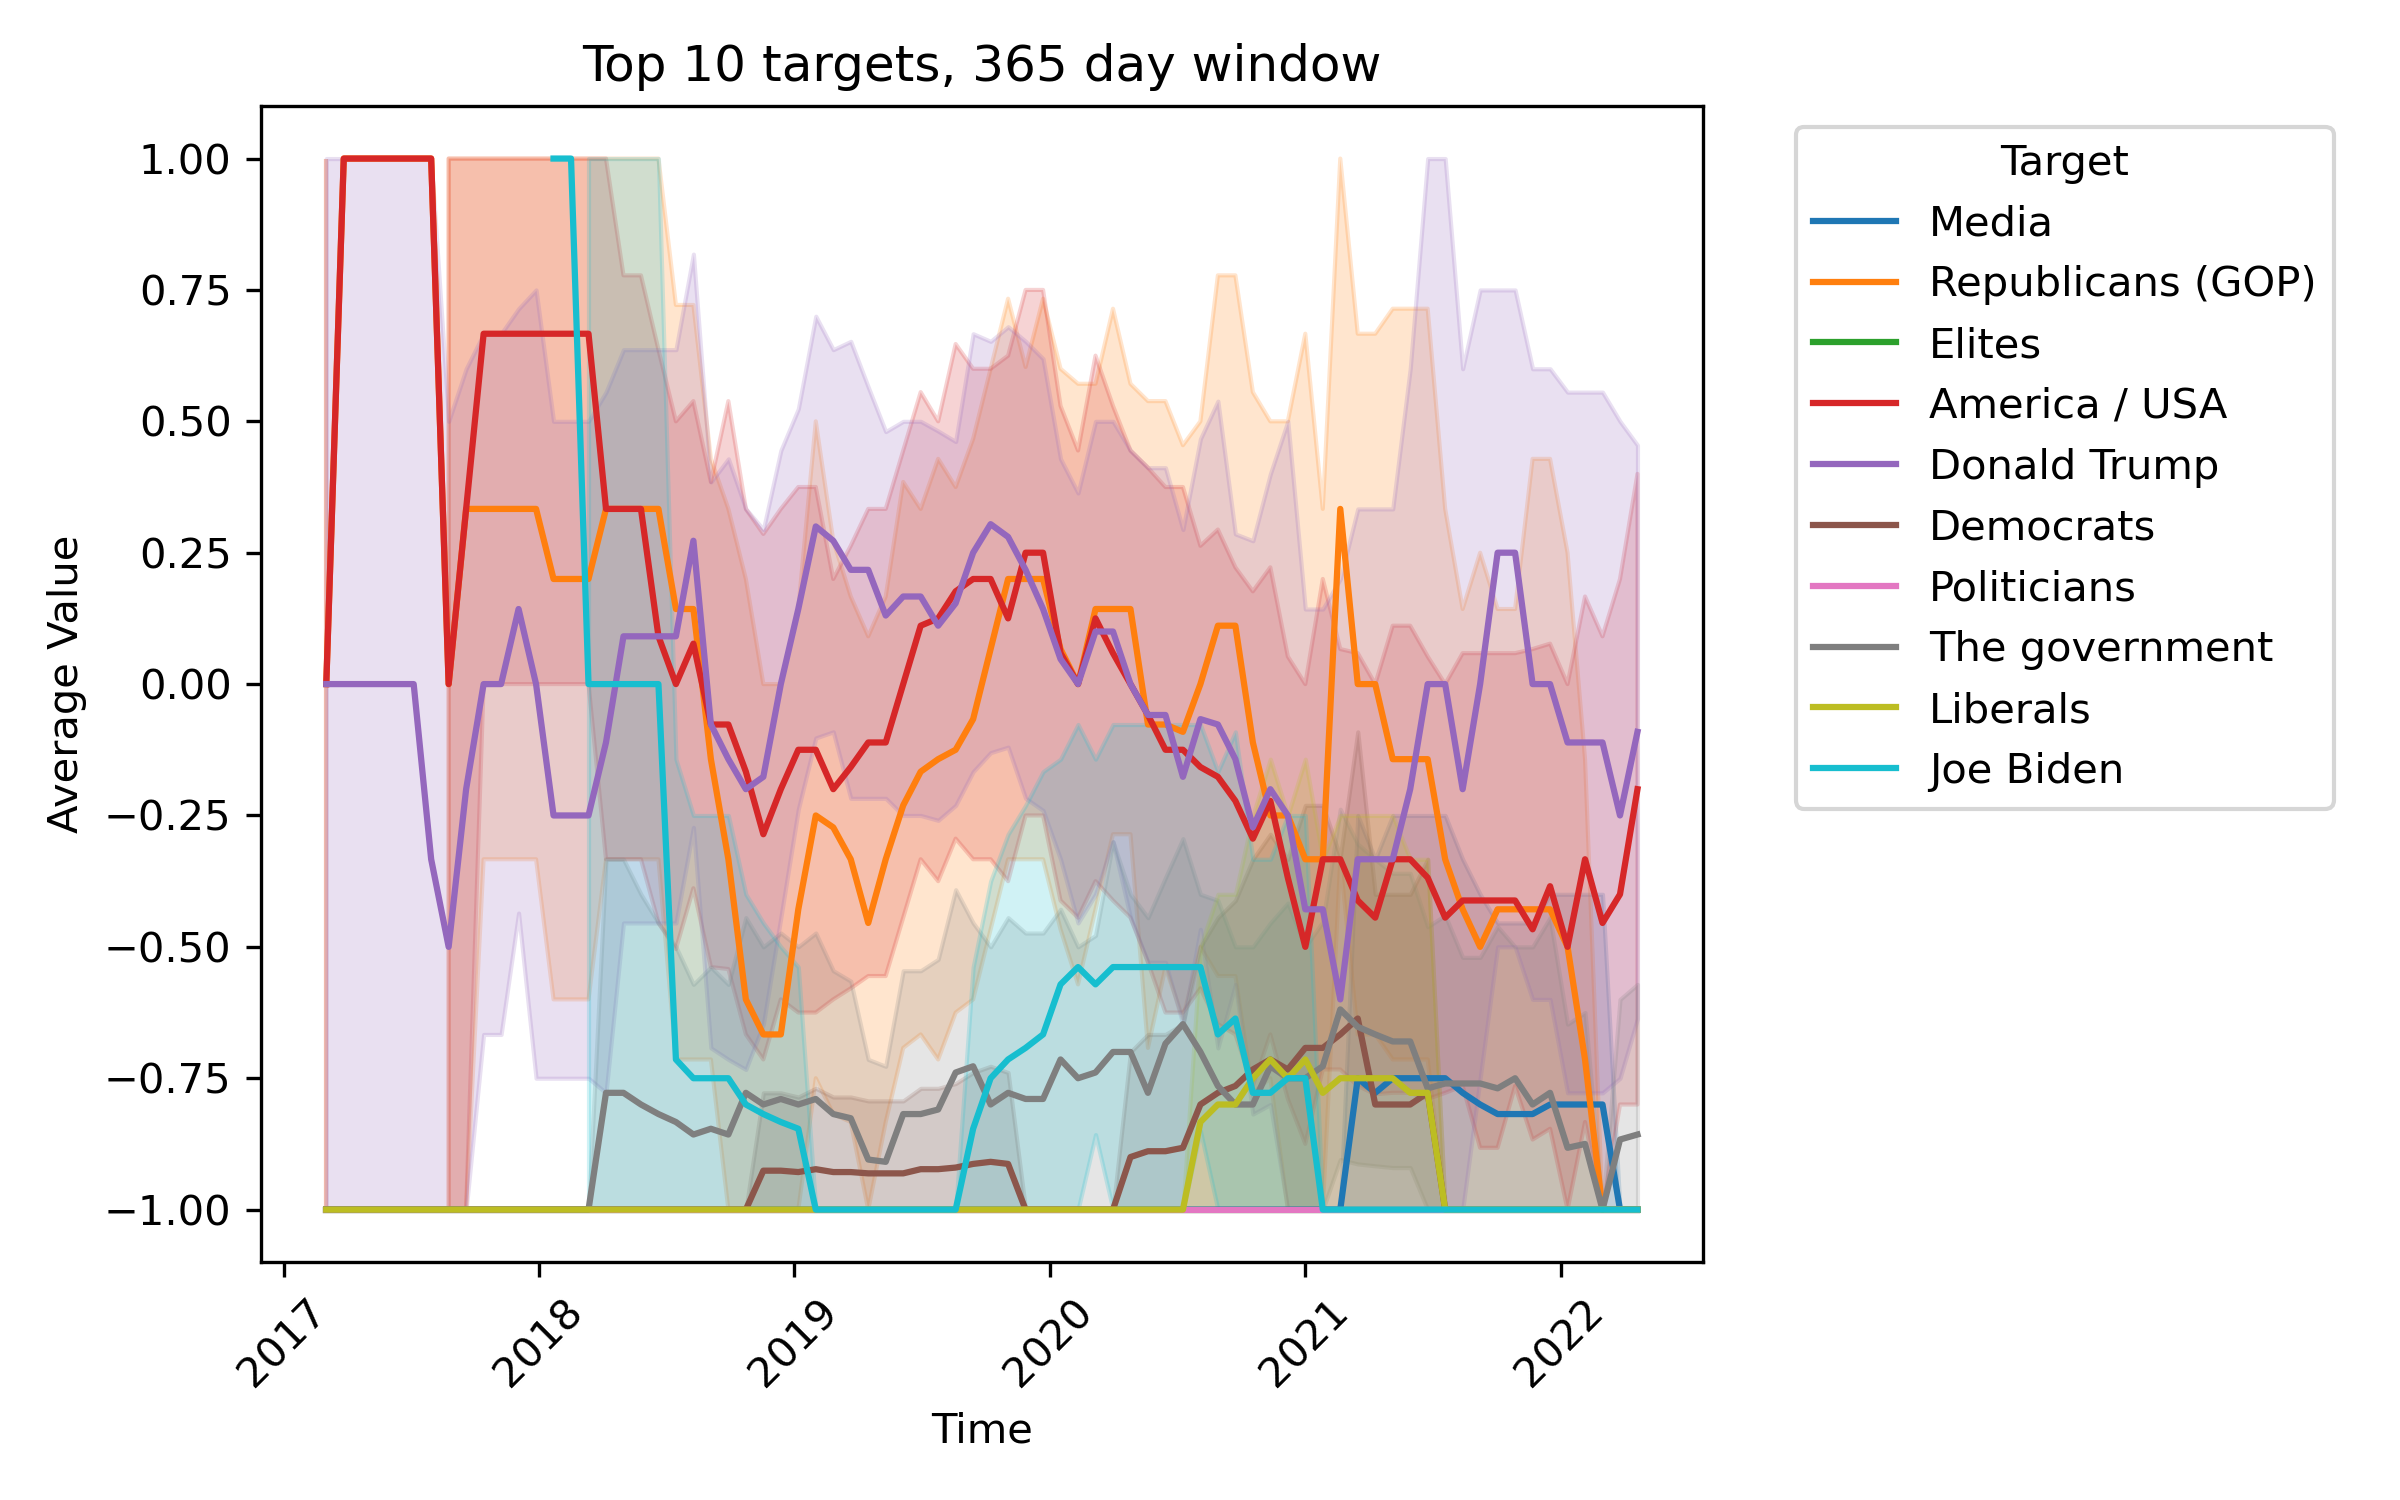 Top 10 targets, 365 day window
Average Value
1.00
0.75
0.50
0.25
0.00
−0.25
−0.50
−0.75
−1.00
2017
2018
2019
2020
2021
2022
Time
Target
Media
Republicans (GOP)
Elites
America / USA
Donald Trump
Democrats
Politicians
The government
Liberals
Joe Biden